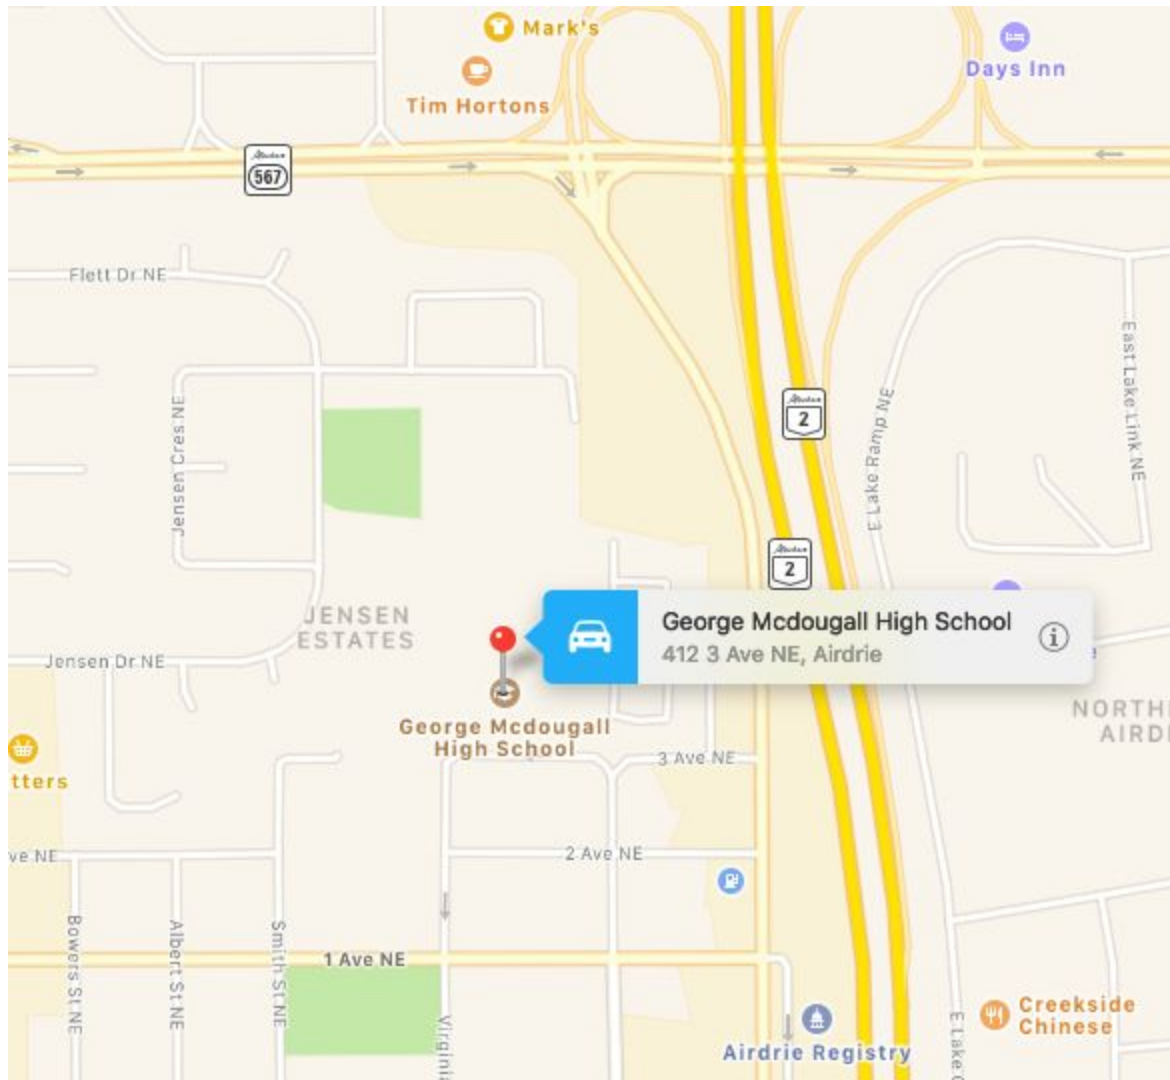 Mark's
Tim Hortons
Days Inn
Alberta
567
Flett Dr NE
Jensen Cres NE
E Lake Ramp NE
East Lake Link NE
Alberta
2
Alberta
2
JENSEN
ESTATES
George Mcdougall High School
412 3 Ave NE, Airdrie
Jensen Dr NE
George Mcdougall
High School
3 Ave NE
2 Ave NE
ve NE
tters
Bowers St NE
Albert St NE
Smith St NE
1 Ave NE
Virginia
Airdrie Registry
Creekside
Chinese
E Lake